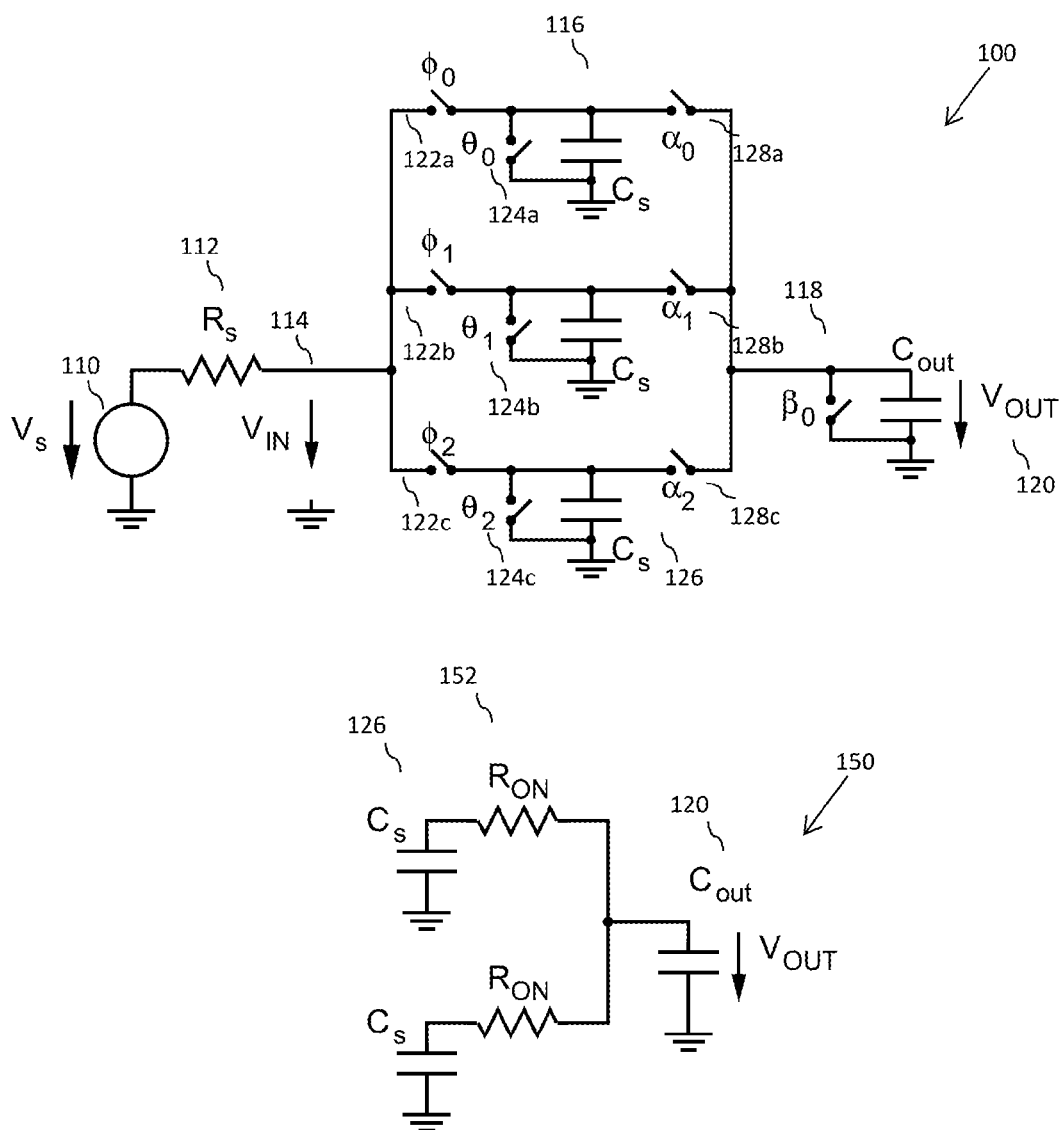 116
100
ϕ0
122a
θ0
124a
Cs
α0
128a
ϕ1
122b
θ1
124b
Cs
α1
128b
112
Rs
114
110
Vs
VIN
118
Cout
β0
VOUT
120
ϕ2
122c
θ2
124c
Cs
α2
128c
126
152
126
RON
150
Cs
120
Cout
VOUT
RON
Cs